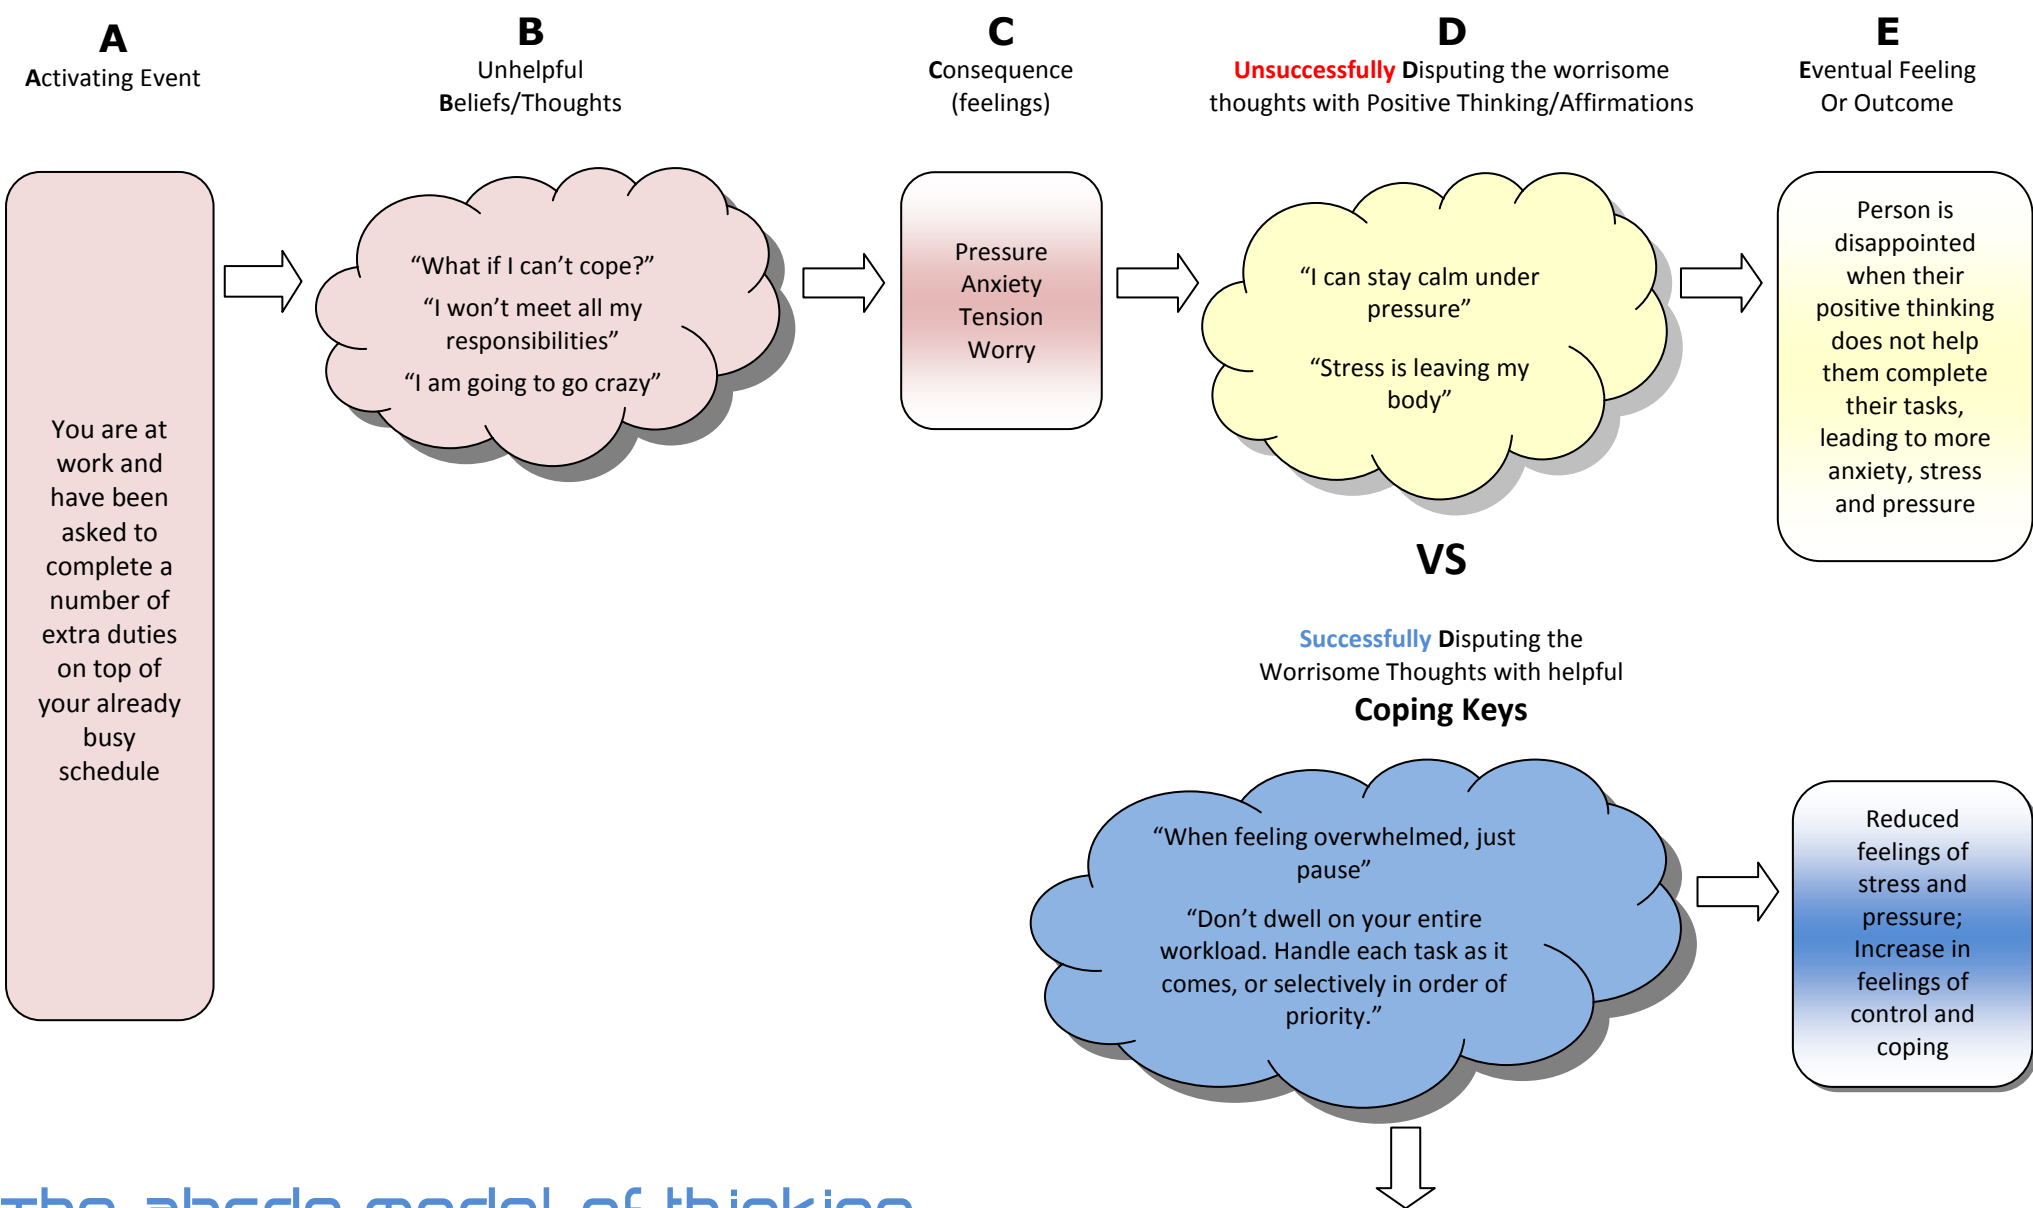 A
Activating Event
You are at
work and
have been
asked to
complete a
number of
extra duties
on top of
your already
busy
schedule
B
Unhelpful
Beliefs/Thoughts
“What if I can’t cope?”
“I won’t meet all my
responsibilities”
“I am going to go crazy”
C
Consequence
(feelings)
Pressure
Anxiety
Tension
Worry
D
Unsuccessfully Disputing the worrisome
thoughts with Positive Thinking/Affirmations
“I can stay calm under
pressure”
“Stress is leaving my
body”
E
Eventual Feeling
Or Outcome
Person is
disappointed
when their
positive thinking
does not help
them complete
their tasks,
leading to more
anxiety, stress
and pressure
VS
Successfully Disputing the
Worrisome Thoughts with helpful
Coping Keys
“When feeling overwhelmed, just
pause”
“Don’t dwell on your entire
workload. Handle each task as it
comes, or selectively in order of
priority.”
Reduced
feelings of
stress and
pressure;
Increase in
feelings of
control and
coping
The abcde model of thinking